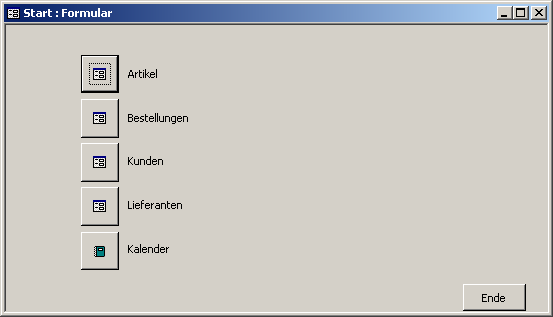 Start : Formular
Artikel
Bestellungen
Kunden
Lieferanten
Kalender
Ende